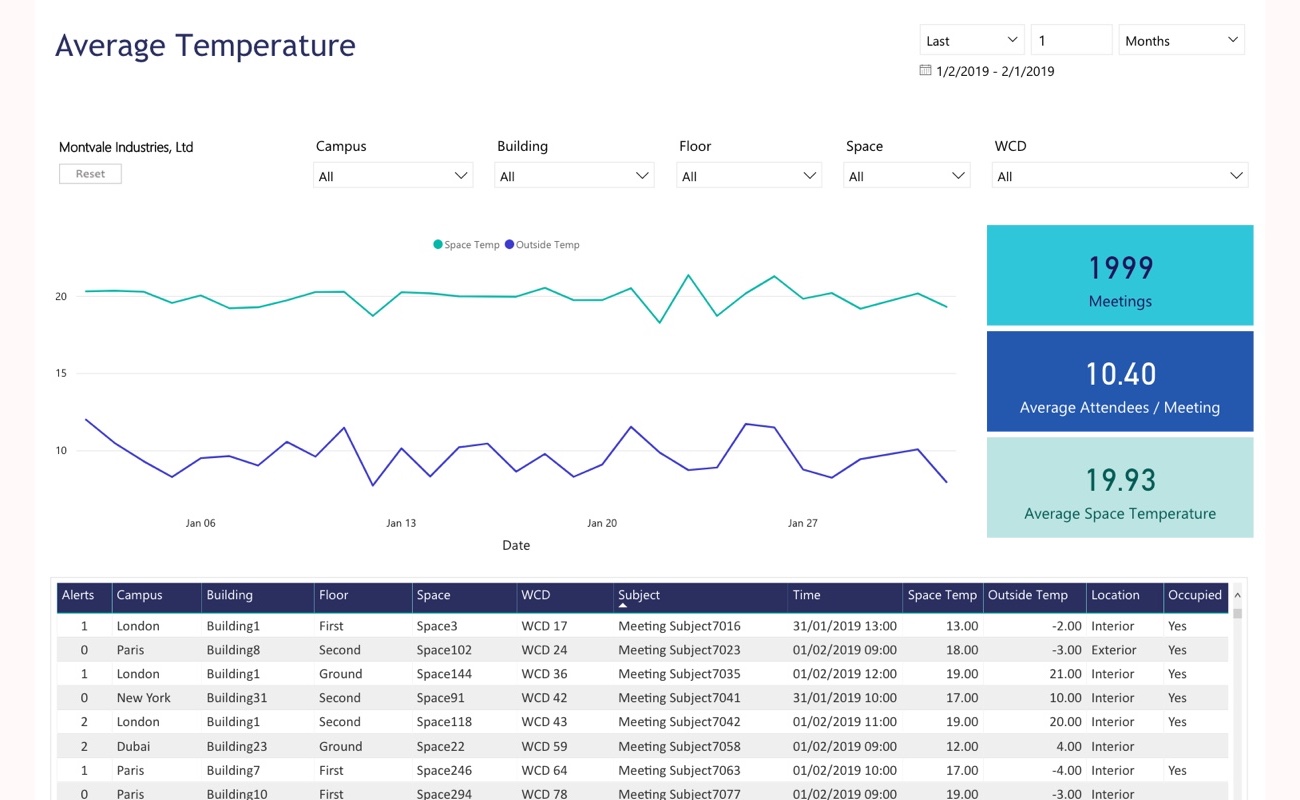 Average Temperature
Last 1 Months
1/2/2019 - 2/1/2019
Montvale Industries, Ltd
Reset
Campus Building Floor Space WCD
All All All All All
Space Temp Outside Temp
20
15
10
Jan 06 Jan 13 Jan 20 Jan 27
Date
1999
Meetings
10.40
Average Attendees / Meeting
19.93
Average Space Temperature
Alerts Campus Building Floor Space WCD Subject Time Space Temp Outside Temp Location Occupied
1 London Building1 First Space3 WCD 17 Meeting Subject7016 31/01/2019 13:00 13.00 -2.00 Interior Yes
0 Paris Building8 Second Space102 WCD 24 Meeting Subject7023 01/02/2019 09:00 18.00 -3.00 Exterior Yes
1 London Building1 Ground Space144 WCD 36 Meeting Subject7035 01/02/2019 12:00 19.00 21.00 Interior Yes
0 New York Building31 Second Space91 WCD 42 Meeting Subject7041 31/01/2019 10:00 17.00 10.00 Interior Yes
2 London Building1 Second Space118 WCD 43 Meeting Subject7042 01/02/2019 11:00 19.00 20.00 Interior Yes
2 Dubai Building23 Ground Space22 WCD 59 Meeting Subject7058 01/02/2019 09:00 12.00 4.00 Interior
1 Paris Building7 First Space246 WCD 64 Meeting Subject7063 01/02/2019 10:00 17.00 -4.00 Interior Yes
0 Paris Building10 First Space294 WCD 78 Meeting Subject7077 01/02/2019 09:00 19.00 -3.00 Interior